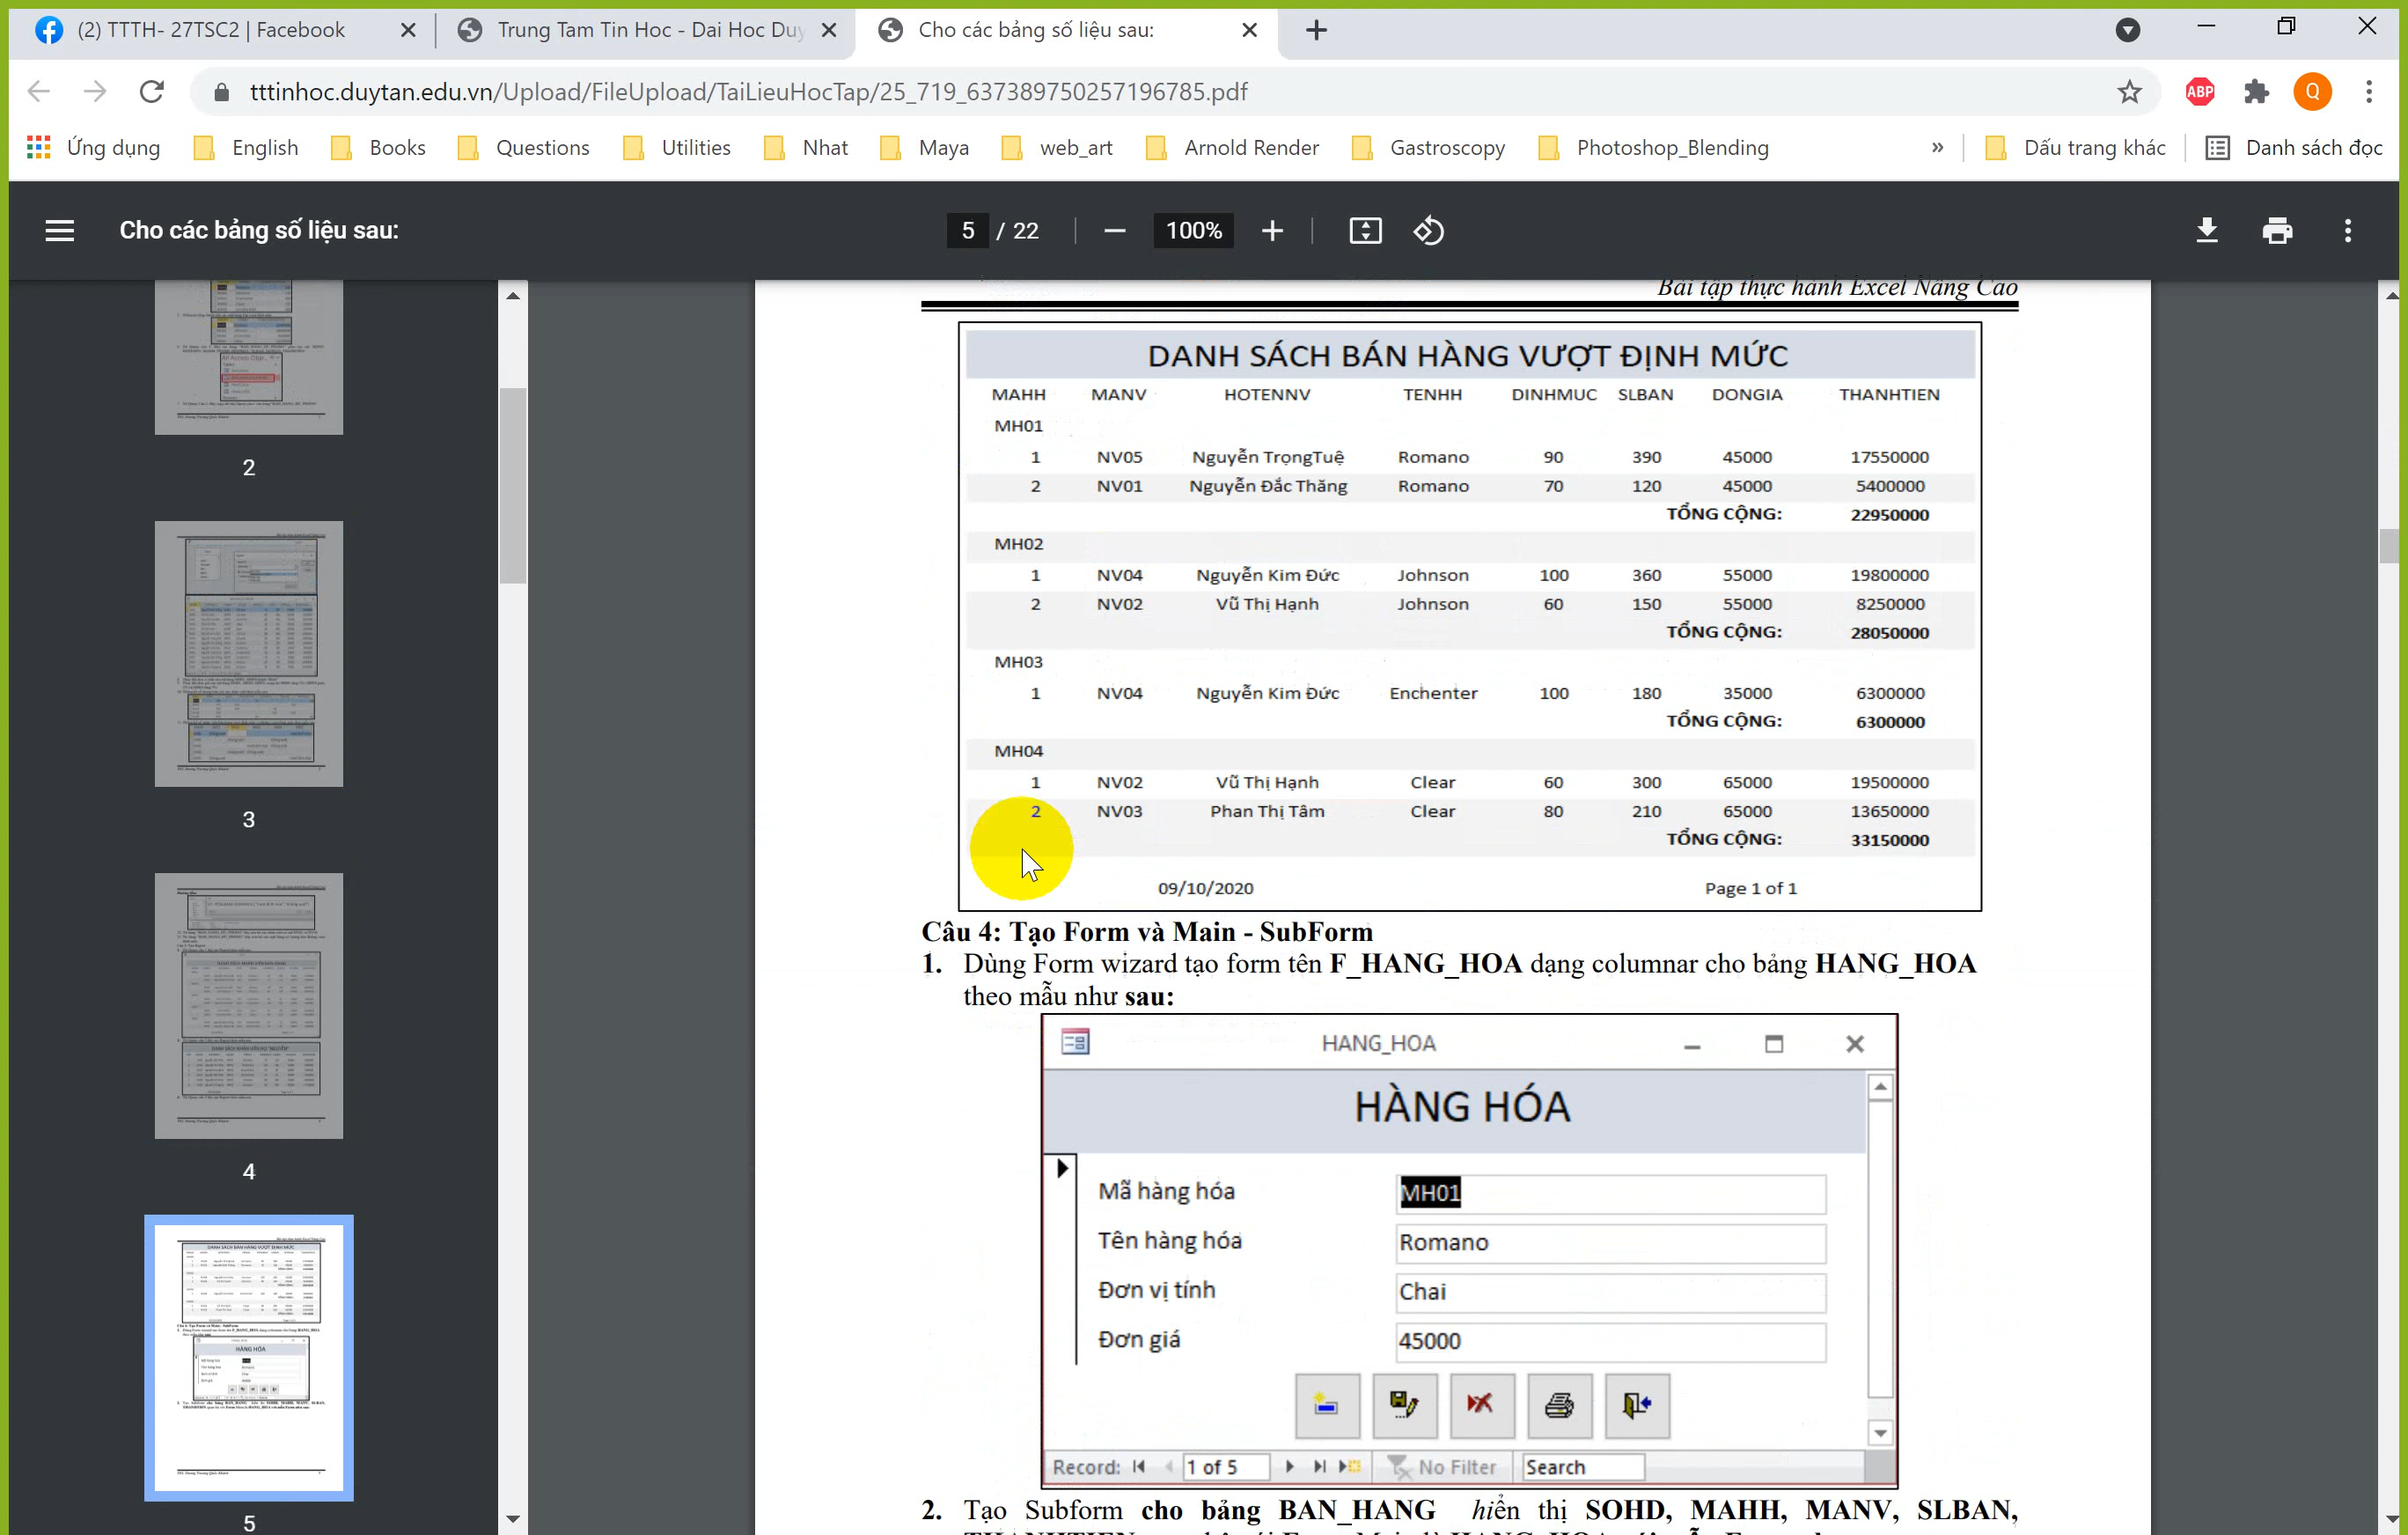 (2) TTTH- 27TSC2 | Facebook
Trung Tam Tin Hoc - Dai Hoc Duy
Cho các bảng số liệu sau:
tttinhoc.duytan.edu.vn/Upload/FileUpload/TaiLieuHocTap/25_719_637389750257196785.pdf
ABP
Q
Ứng dụng English Books Questions Utilities Nhat Maya web_art Arnold Render Gastroscopy Photoshop_Blending » Dấu trang khác Danh sách đọc
Cho các bảng số liệu sau: 5 / 22 100%
2
3
4
5
Bài tập thực hành Excel Nâng Cao
DANH SÁCH BÁN HÀNG VƯỢT ĐỊNH MỨC
MAHH MANV HOTENNV TENHH DINHMUC SLBAN DONGIA THANHTIEN
MH01
1 NV05 Nguyễn TrọngTuệ Romano 90 390 45000 17550000
2 NV01 Nguyễn Đắc Thăng Romano 70 120 45000 5400000
TỔNG CỘNG: 22950000
MH02
1 NV04 Nguyễn Kim Đức Johnson 100 360 55000 19800000
2 NV02 Vũ Thị Hạnh Johnson 60 150 55000 8250000
TỔNG CỘNG: 28050000
MH03
1 NV04 Nguyễn Kim Đức Enchenter 100 180 35000 6300000
TỔNG CỘNG: 6300000
MH04
1 NV02 Vũ Thị Hạnh Clear 60 300 65000 19500000
2 NV03 Phan Thị Tâm Clear 80 210 65000 13650000
TỔNG CỘNG: 33150000
09/10/2020 Page 1 of 1
Câu 4: Tạo Form và Main - SubForm
1. Dùng Form wizard tạo form tên F_HANG_HOA dạng columnar cho bảng HANG_HOA
theo mẫu như sau:
HANG_HOA
HÀNG HÓA
Mã hàng hóa MH01
Tên hàng hóa Romano
Đơn vị tính Chai
Đơn giá 45000
Record: 1 of 5 No Filter Search
2. Tạo Subform cho bảng BAN_HANG hiển thị SOHD, MAHH, MANV, SLBAN,